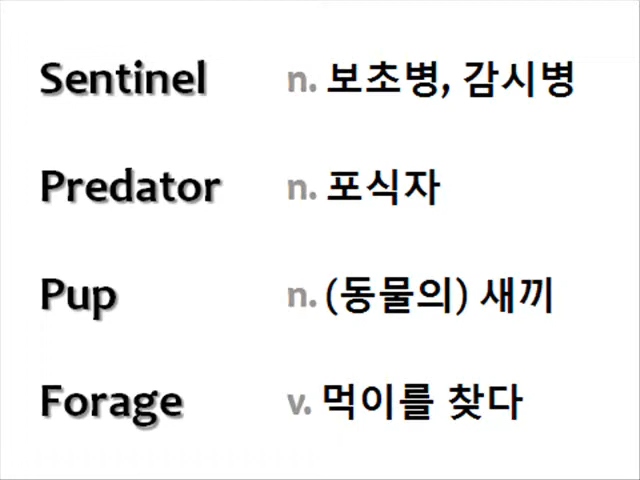 Sentinel n. 보초병, 감시병
Predator n. 포식자
Pup n. (동물의) 새끼
Forage v. 먹이를 찾다